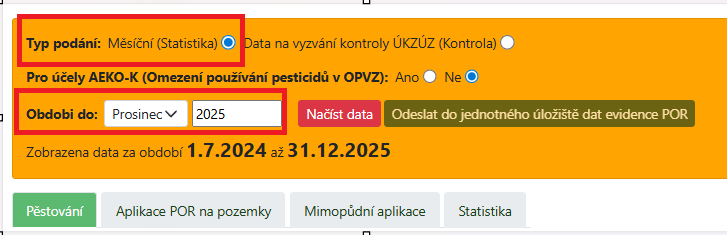 Typ podání: Měsíční (Statistika) Data na vyzvání kontroly ÚKZÚZ (Kontrola)
Pro účely AEKO-K (Omezení používání pesticidů v OPVZ): Ano Ne
Obdobi do: Prosinec 2025 Načíst data Odeslat do jednotného úložiště dat evidence POR
Zobrazena data za období 1.7.2024 až 31.12.2025
Pěstování Aplikace POR na pozemky Mimopůdní aplikace Statistika